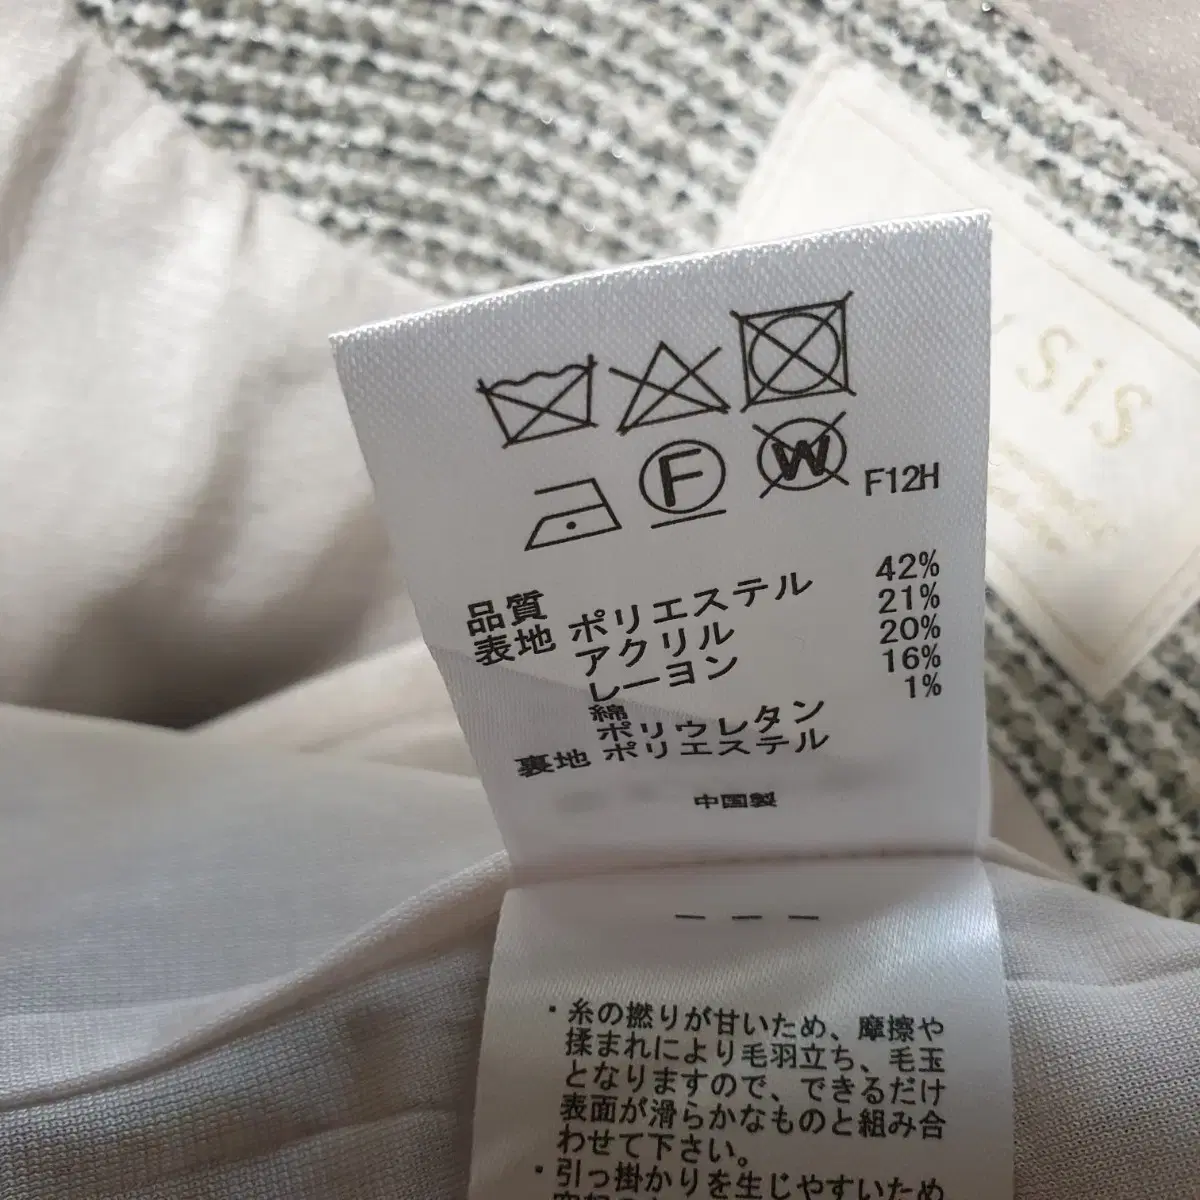 SiS
F
W
F12H
品質
表地 ポリエステル 42%
アクリル 21%
レーヨン 20%
綿 16%
ポリウレタン 1%
裏地 ポリエステル
中国製
― ― ―
・糸の撚りが甘いため、摩擦や
揉まれにより毛羽立ち、毛玉
となりますので、できるだけ
表面が滑らかなものと組み合
わせて下さい。
・引っ掛かりを生じやすいため